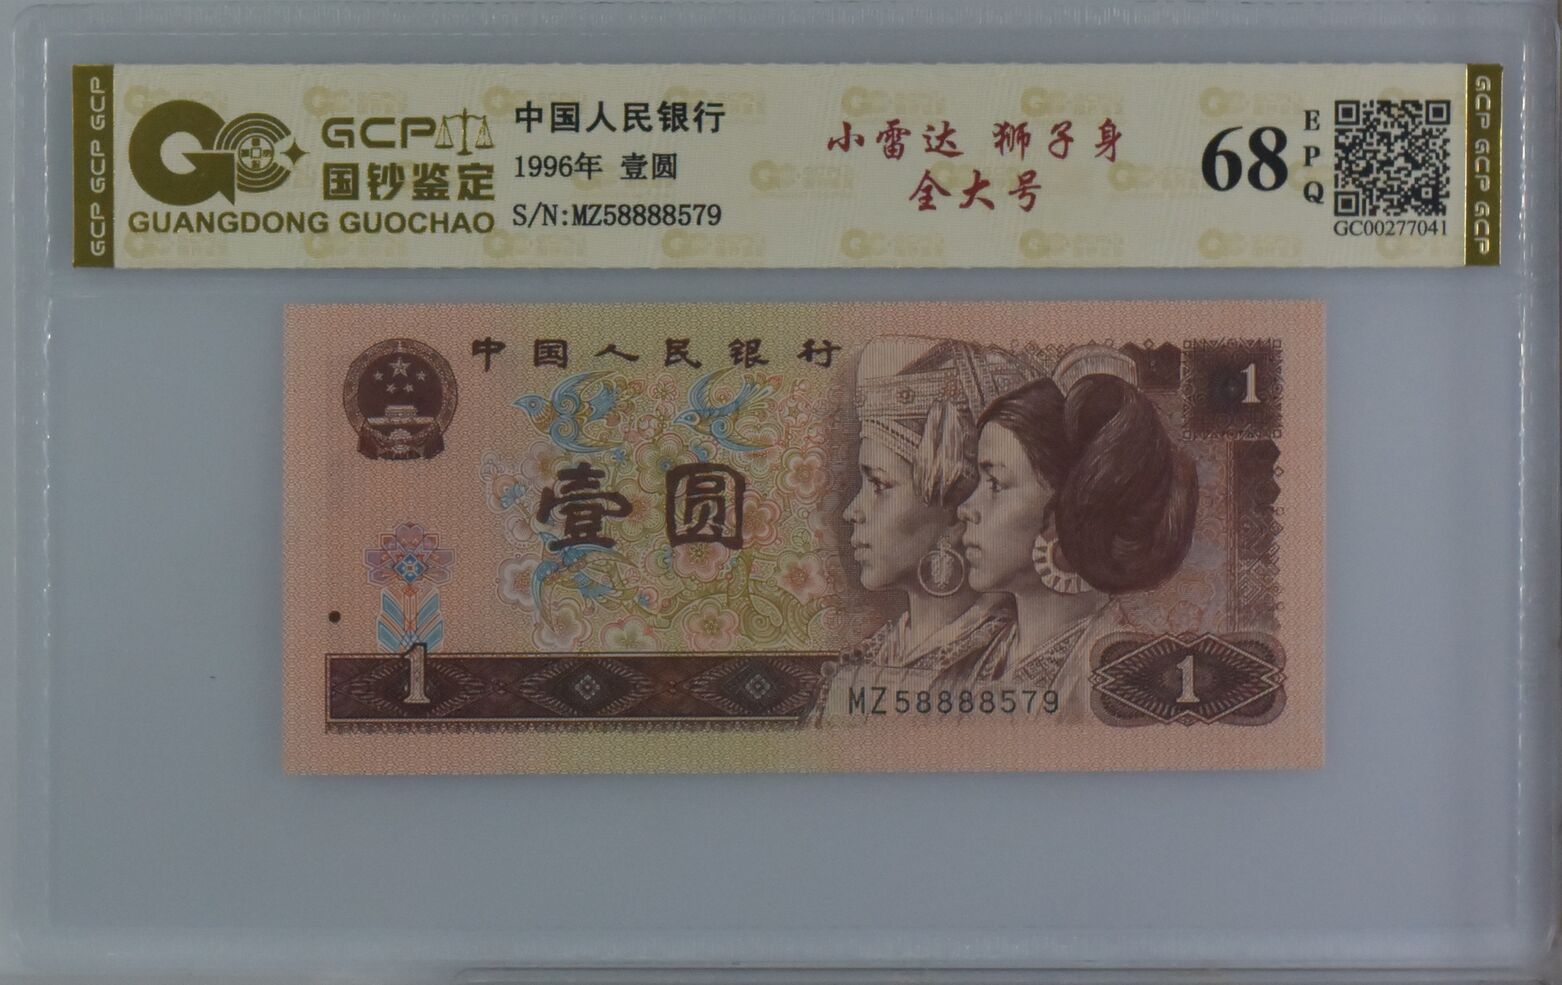 GCP GCP GCP
GCP
国钞鉴定
GUANGDONG GUOCHAO
中国人民银行
1996年 壹圆
S/N:MZ58888579
小雷达 狮子身
全大号
68
E
P
Q
GC00277041
GCP GCP GCP
中国人民银行
1
壹圆
1
MZ58888579
1